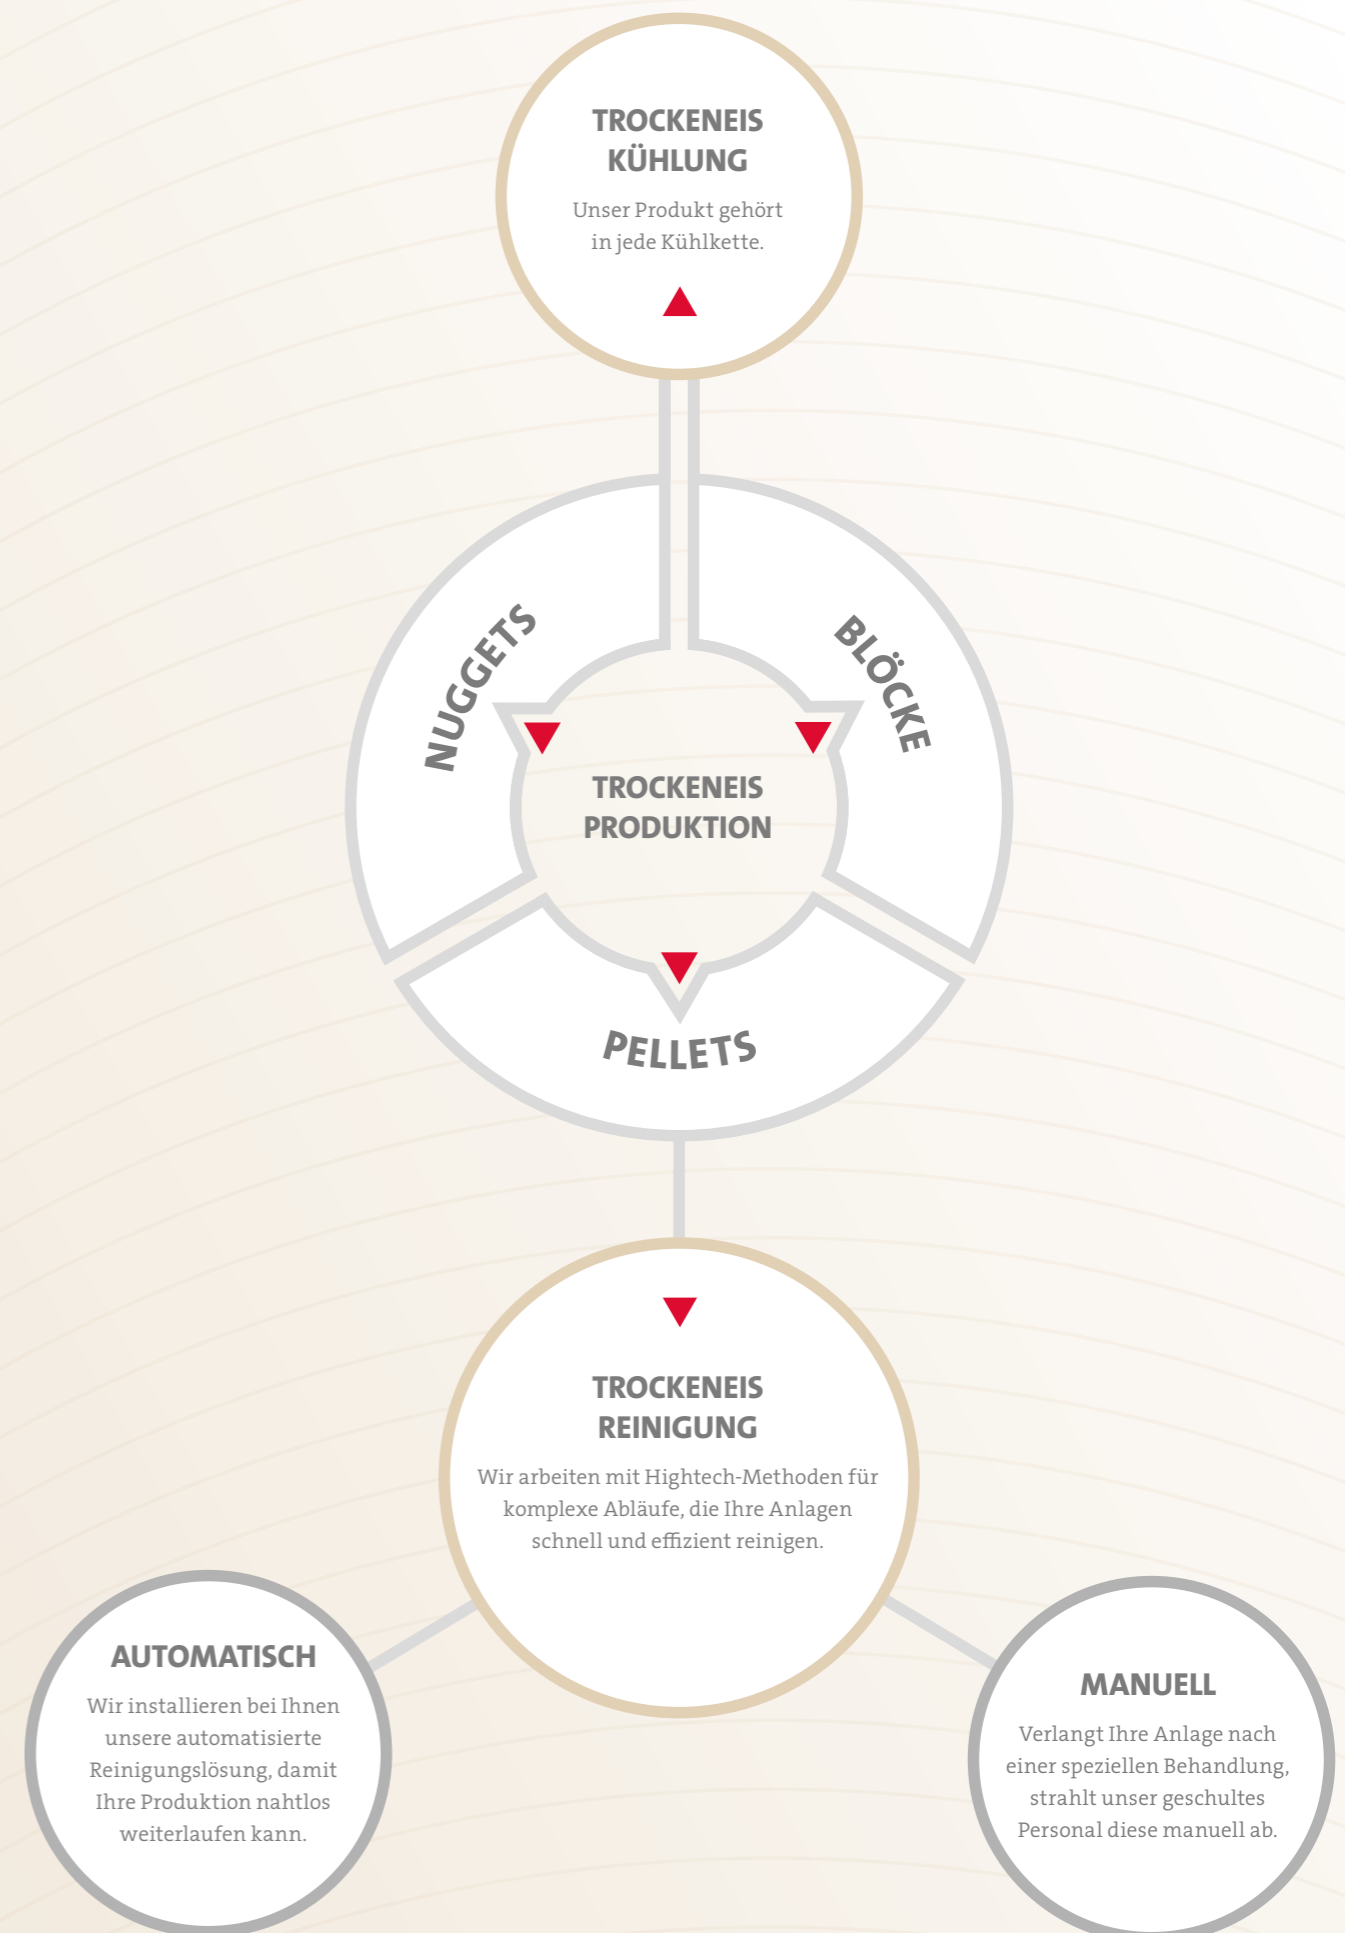 TROCKENEIS
KÜHLUNG
Unser Produkt gehört
in jede Kühlkette.
NUGGETS
BLÖCKE
TROCKENEIS
PRODUKTION
PELLETS
TROCKENEIS
REINIGUNG
Wir arbeiten mit Hightech-Methoden für
komplexe Abläufe, die Ihre Anlagen
schnell und effizient reinigen.
AUTOMATISCH
Wir installieren bei Ihnen
unsere automatisierte
Reinigungslösung, damit
Ihre Produktion nahtlos
weiterlaufen kann.
MANUELL
Verlangt Ihre Anlage nach
einer speziellen Behandlung,
strahlt unser geschultes
Personal diese manuell ab.